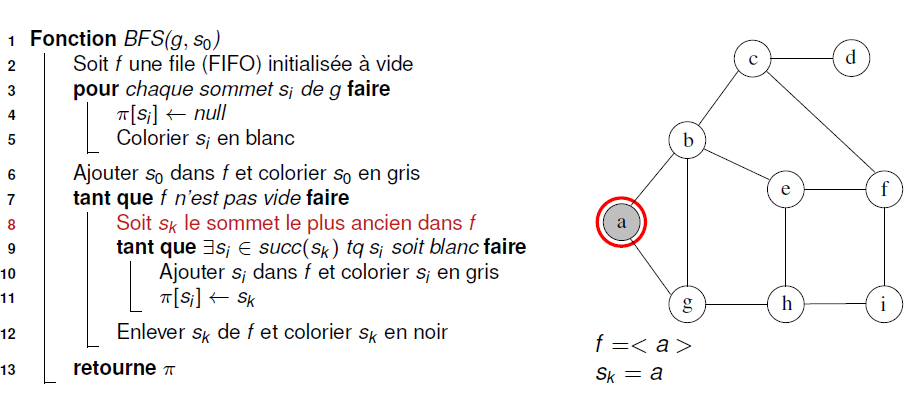 1 Fonction BFS(g, s₀)
2 Soit f une file (FIFO) initialisée à vide
3 pour chaque sommet sᵢ de g faire
4 π[sᵢ] ← null
5 Colorier sᵢ en blanc
6 Ajouter s₀ dans f et colorier s₀ en gris
7 tant que f n'est pas vide faire
8 Soit sₖ le sommet le plus ancien dans f
9 tant que ∃sᵢ ∈ succ(sₖ) tq sᵢ soit blanc faire
10 Ajouter sᵢ dans f et colorier sᵢ en gris
11 π[sᵢ] ← sₖ
12 Enlever sₖ de f et colorier sₖ en noir
13 retourne π
c d
b
e f
a
g h i
f =< a >
sₖ = a